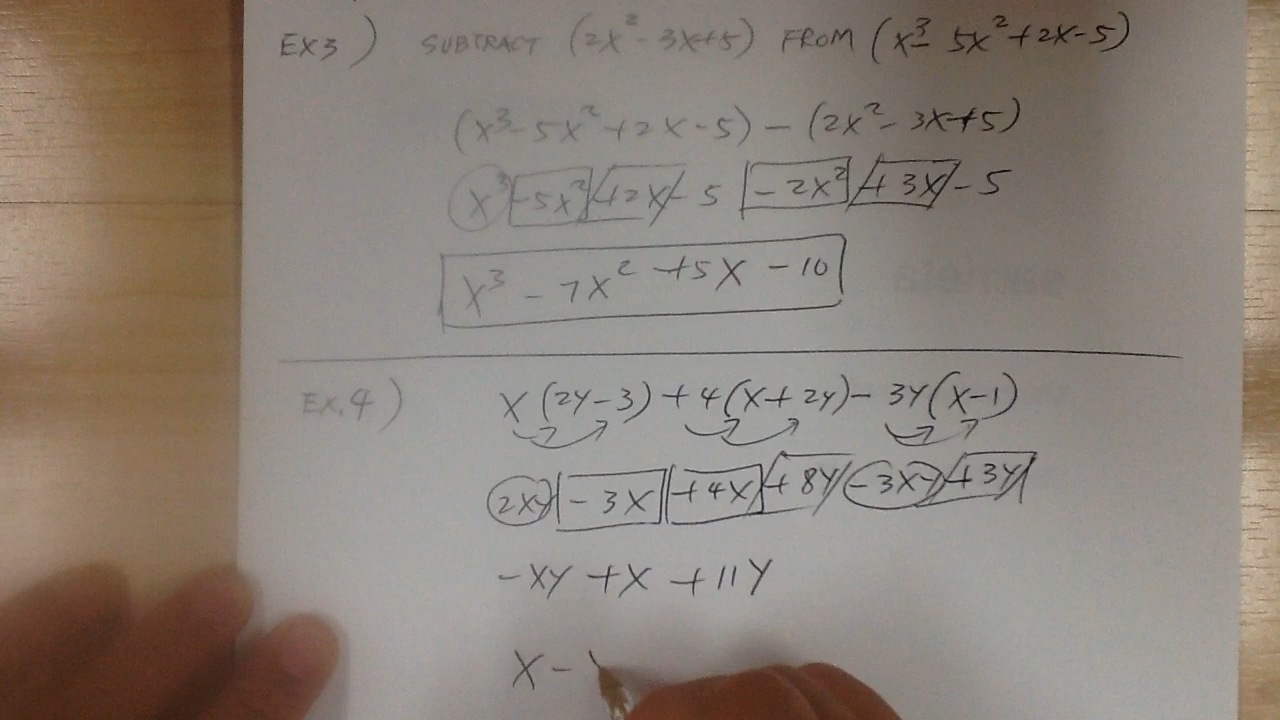 EX3) SUBTRACT (2X² - 3X+5) FROM (X³- 5X²+2X-5)
(X³-5X²+2X-5) - (2X²- 3X+5)
X³ -5X² +2X - 5 -2X² +3X - 5
X³ - 7X² +5X -10
EX.4) X(2Y-3)+4(X+2Y)- 3Y(X-1)
2XY -3X +4X +8Y -3XY +3Y
-XY +X +11Y
X -